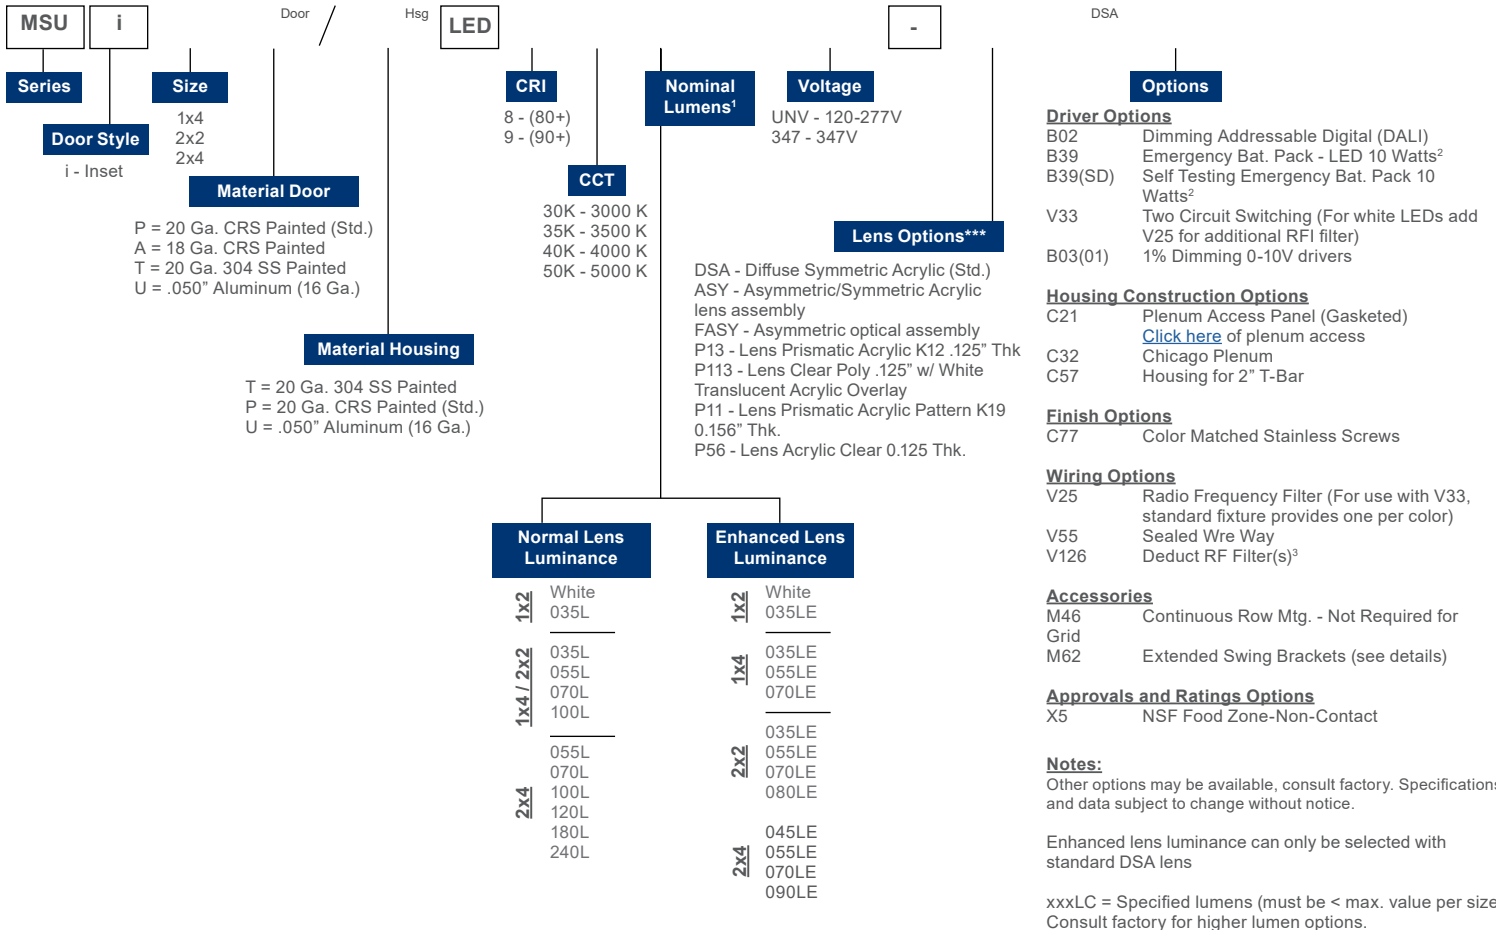 MSU i Door / Hsg LED - DSA
Series
Door Style
i - Inset
Size
1x4
2x2
2x4
Material Door
P = 20 Ga. CRS Painted (Std.)
A = 18 Ga. CRS Painted
T = 20 Ga. 304 SS Painted
U = .050” Aluminum (16 Ga.)
Material Housing
T = 20 Ga. 304 SS Painted
P = 20 Ga. CRS Painted (Std.)
U = .050” Aluminum (16 Ga.)
CRI
8 - (80+)
9 - (90+)
CCT
30K - 3000 K
35K - 3500 K
40K - 4000 K
50K - 5000 K
Nominal
Lumens¹
Voltage
UNV - 120-277V
347 - 347V
Lens Options***
DSA - Diffuse Symmetric Acrylic (Std.)
ASY - Asymmetric/Symmetric Acrylic
lens assembly
FASY - Asymmetric optical assembly
P13 - Lens Prismatic Acrylic K12 .125” Thk
P113 - Lens Clear Poly .125” w/ White
Translucent Acrylic Overlay
P11 - Lens Prismatic Acrylic Pattern K19
0.156” Thk.
P56 - Lens Acrylic Clear 0.125 Thk.
Normal Lens
Luminance
1x2
White
035L
1x4 / 2x2
035L
055L
070L
100L
2x4
055L
070L
100L
120L
180L
240L
Enhanced Lens
Luminance
1x2
White
035LE
1x4
035LE
055LE
070LE
2x2
035LE
055LE
070LE
080LE
2x4
045LE
055LE
070LE
090LE
Options
Driver Options
B02 Dimming Addressable Digital (DALI)
B39 Emergency Bat. Pack - LED 10 Watts²
B39(SD) Self Testing Emergency Bat. Pack 10
Watts²
V33 Two Circuit Switching (For white LEDs add
V25 for additional RFI filter)
B03(01) 1% Dimming 0-10V drivers
Housing Construction Options
C21 Plenum Access Panel (Gasketed)
Click here of plenum access
C32 Chicago Plenum
C57 Housing for 2” T-Bar
Finish Options
C77 Color Matched Stainless Screws
Wiring Options
V25 Radio Frequency Filter (For use with V33,
standard fixture provides one per color)
V55 Sealed Wre Way
V126 Deduct RF Filter(s)³
Accessories
M46 Continuous Row Mtg. - Not Required for
Grid
M62 Extended Swing Brackets (see details)
Approvals and Ratings Options
X5 NSF Food Zone-Non-Contact
Notes:
Other options may be available, consult factory. Specifications
and data subject to change without notice.
Enhanced lens luminance can only be selected with
standard DSA lens
xxxLC = Specified lumens (must be < max. value per size
Consult factory for higher lumen options.